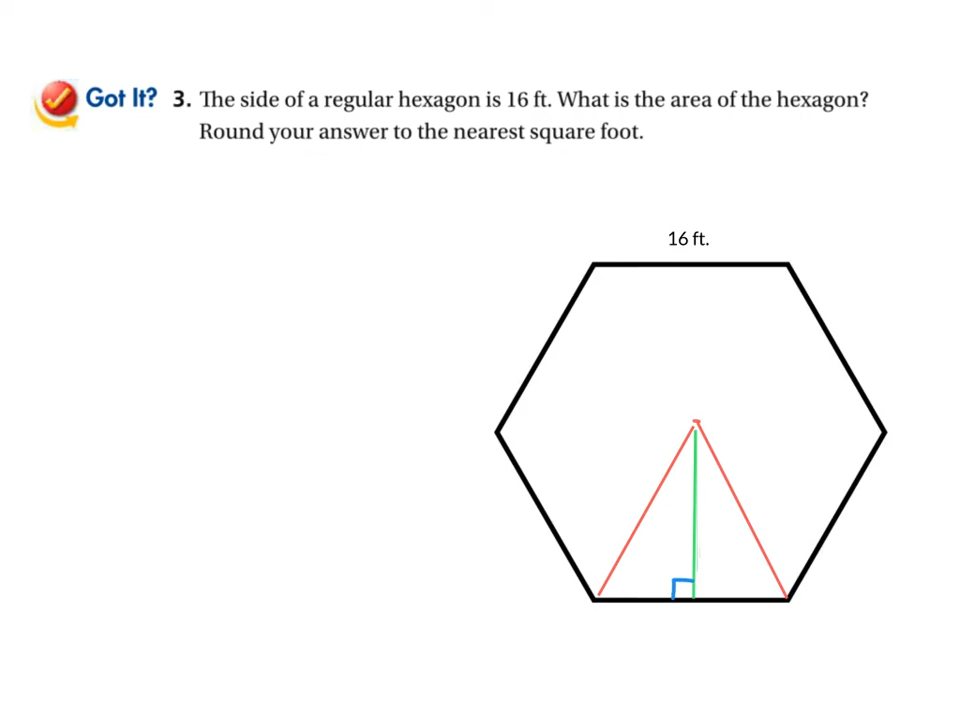 Got It? 3. The side of a regular hexagon is 16 ft. What is the area of the hexagon?
Round your answer to the nearest square foot.
16 ft.